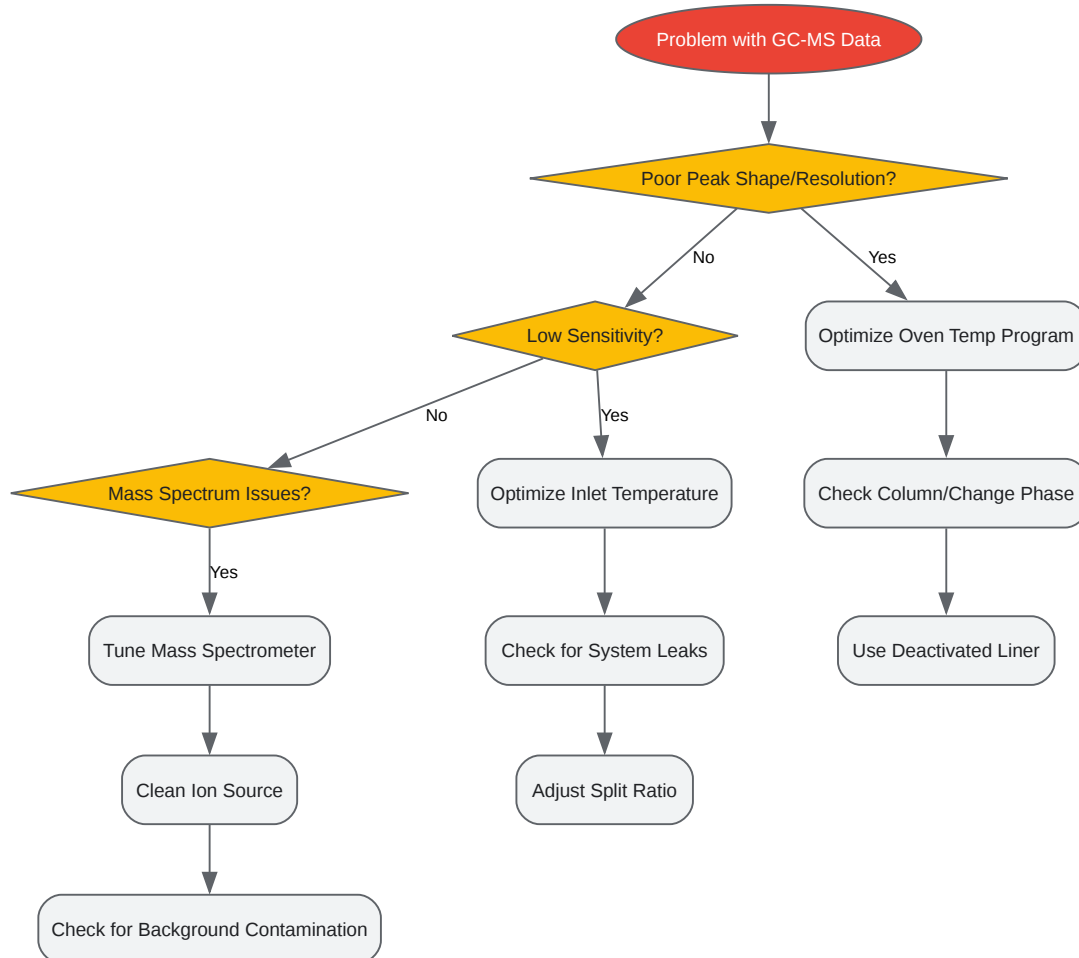 Problem with GC-MS Data
Poor Peak Shape/Resolution?
No
Yes
Low Sensitivity?
Optimize Oven Temp Program
No
Yes
Mass Spectrum Issues?
Optimize Inlet Temperature
Check Column/Change Phase
Yes
Tune Mass Spectrometer
Check for System Leaks
Use Deactivated Liner
Clean Ion Source
Adjust Split Ratio
Check for Background Contamination